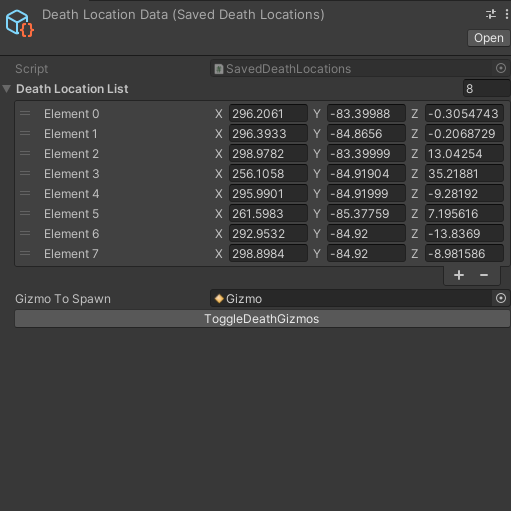 Death Location Data (Saved Death Locations)
Open
Script SavedDeathLocations
Death Location List 8
Element 0 X 296.2061 Y -83.39988 Z -0.3054743
Element 1 X 296.3933 Y -84.8656 Z -0.2068729
Element 2 X 298.9782 Y -83.39999 Z 13.04254
Element 3 X 256.1058 Y -84.91904 Z 35.21881
Element 4 X 295.9901 Y -84.91999 Z -9.28192
Element 5 X 261.5983 Y -85.37759 Z 7.195616
Element 6 X 292.9532 Y -84.92 Z -13.8369
Element 7 X 298.8984 Y -84.92 Z -8.981586
Gizmo To Spawn Gizmo
ToggleDeathGizmos